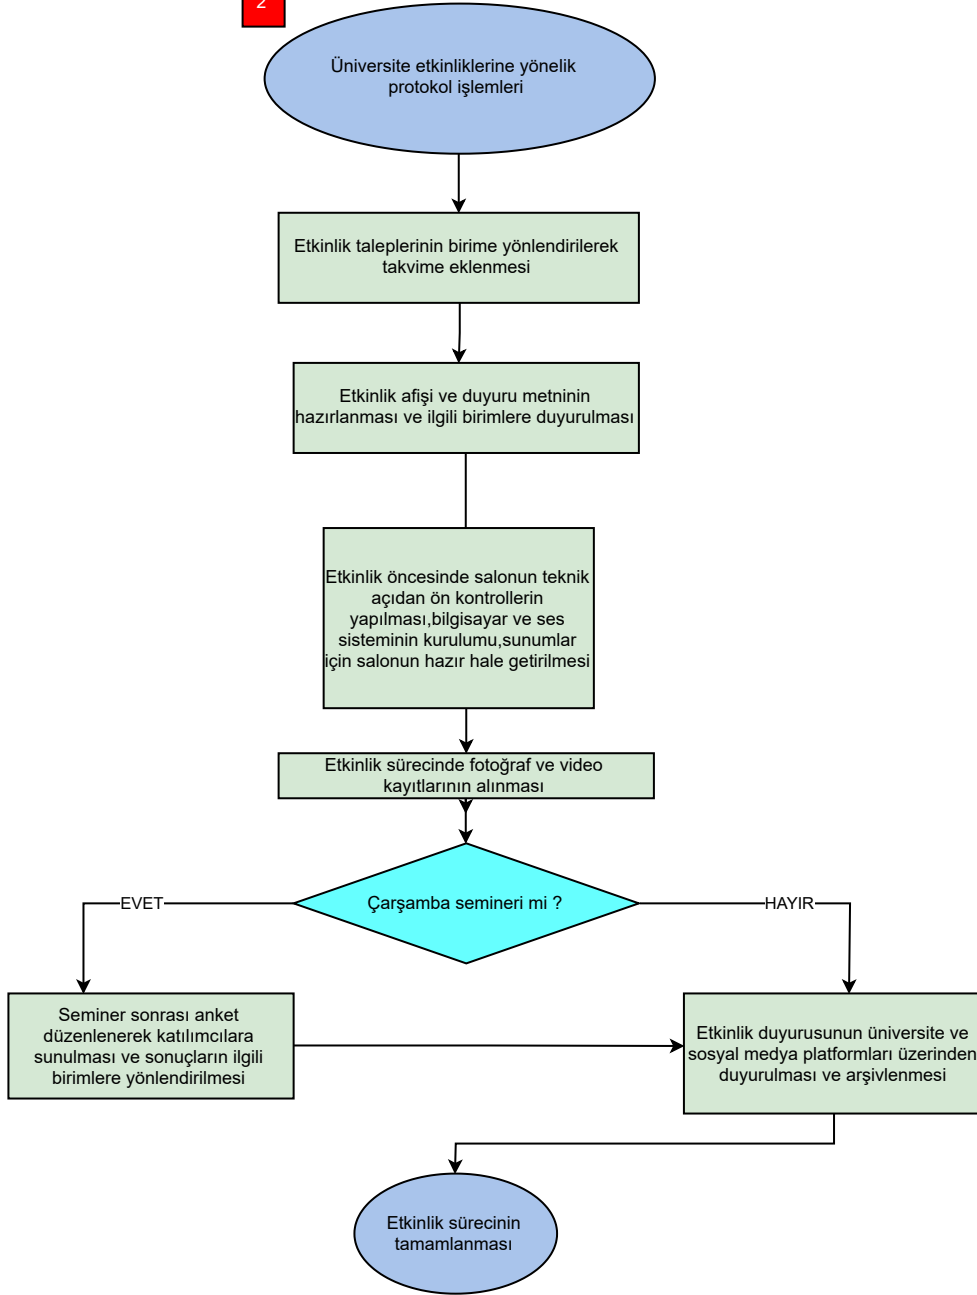 2
Üniversite etkinliklerine yönelik
protokol işlemleri
Etkinlik taleplerinin birime yönlendirilerek
takvime eklenmesi
Etkinlik afişi ve duyuru metninin
hazırlanması ve ilgili birimlere duyurulması
Etkinlik öncesinde salonun teknik
açıdan ön kontrollerin
yapılması,bilgisayar ve ses
sisteminin kurulumu,sunumlar
için salonun hazır hale getirilmesi
Etkinlik sürecinde fotoğraf ve video
kayıtlarının alınması
Çarşamba semineri mi ?
EVET
HAYIR
Seminer sonrası anket
düzenlenerek katılımcılara
sunulması ve sonuçların ilgili
birimlere yönlendirilmesi
Etkinlik duyurusunun üniversite ve
sosyal medya platformları üzerinden
duyurulması ve arşivlenmesi
Etkinlik sürecinin
tamamlanması